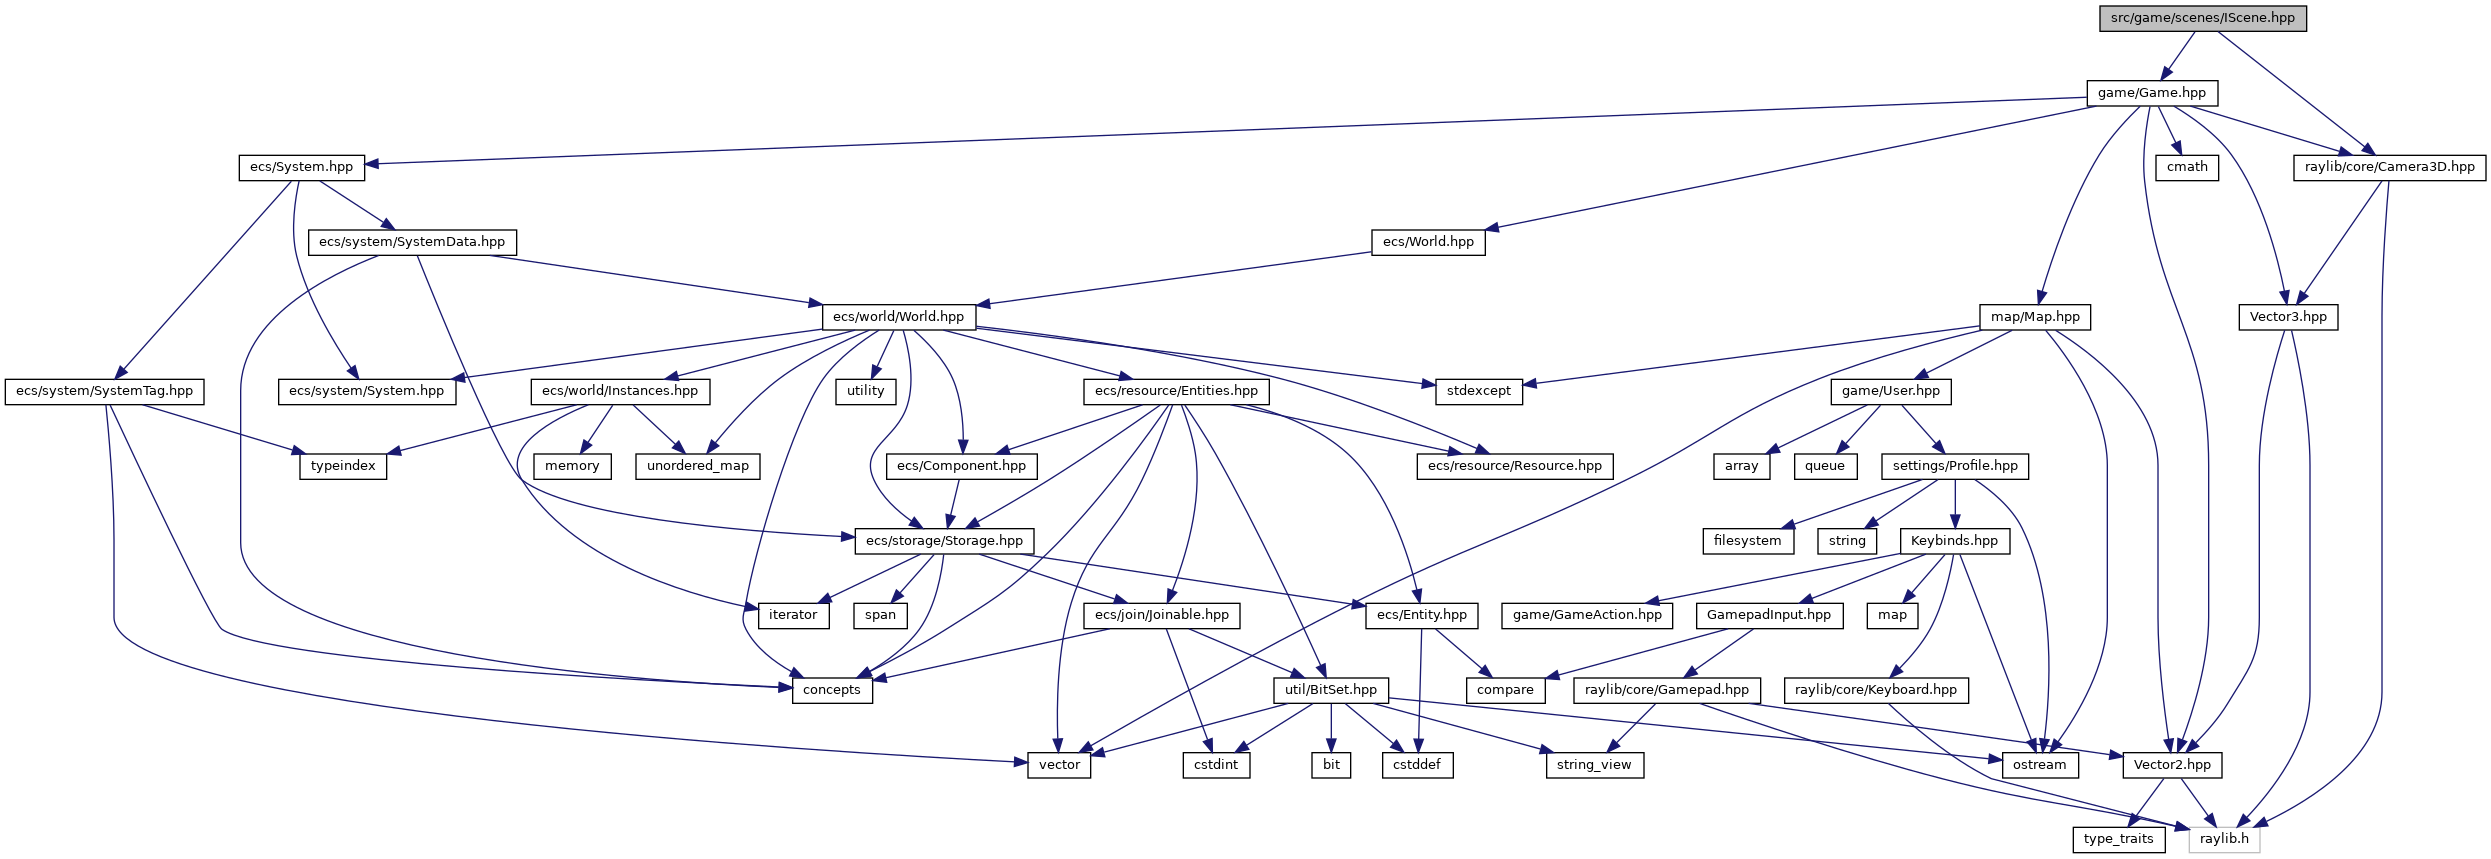 src/game/scenes/IScene.hpp
game/Game.hpp
ecs/System.hpp
cmath
raylib/core/Camera3D.hpp
ecs/system/SystemData.hpp
ecs/World.hpp
ecs/world/World.hpp
map/Map.hpp
Vector3.hpp
ecs/system/SystemTag.hpp
ecs/system/System.hpp
ecs/world/Instances.hpp
utility
ecs/resource/Entities.hpp
stdexcept
game/User.hpp
typeindex
memory
unordered_map
ecs/Component.hpp
ecs/resource/Resource.hpp
array
queue
settings/Profile.hpp
ecs/storage/Storage.hpp
filesystem
string
Keybinds.hpp
iterator
span
ecs/join/Joinable.hpp
ecs/Entity.hpp
game/GameAction.hpp
GamepadInput.hpp
map
concepts
util/BitSet.hpp
compare
raylib/core/Gamepad.hpp
raylib/core/Keyboard.hpp
vector
cstdint
bit
cstddef
string_view
ostream
Vector2.hpp
type_traits
raylib.h